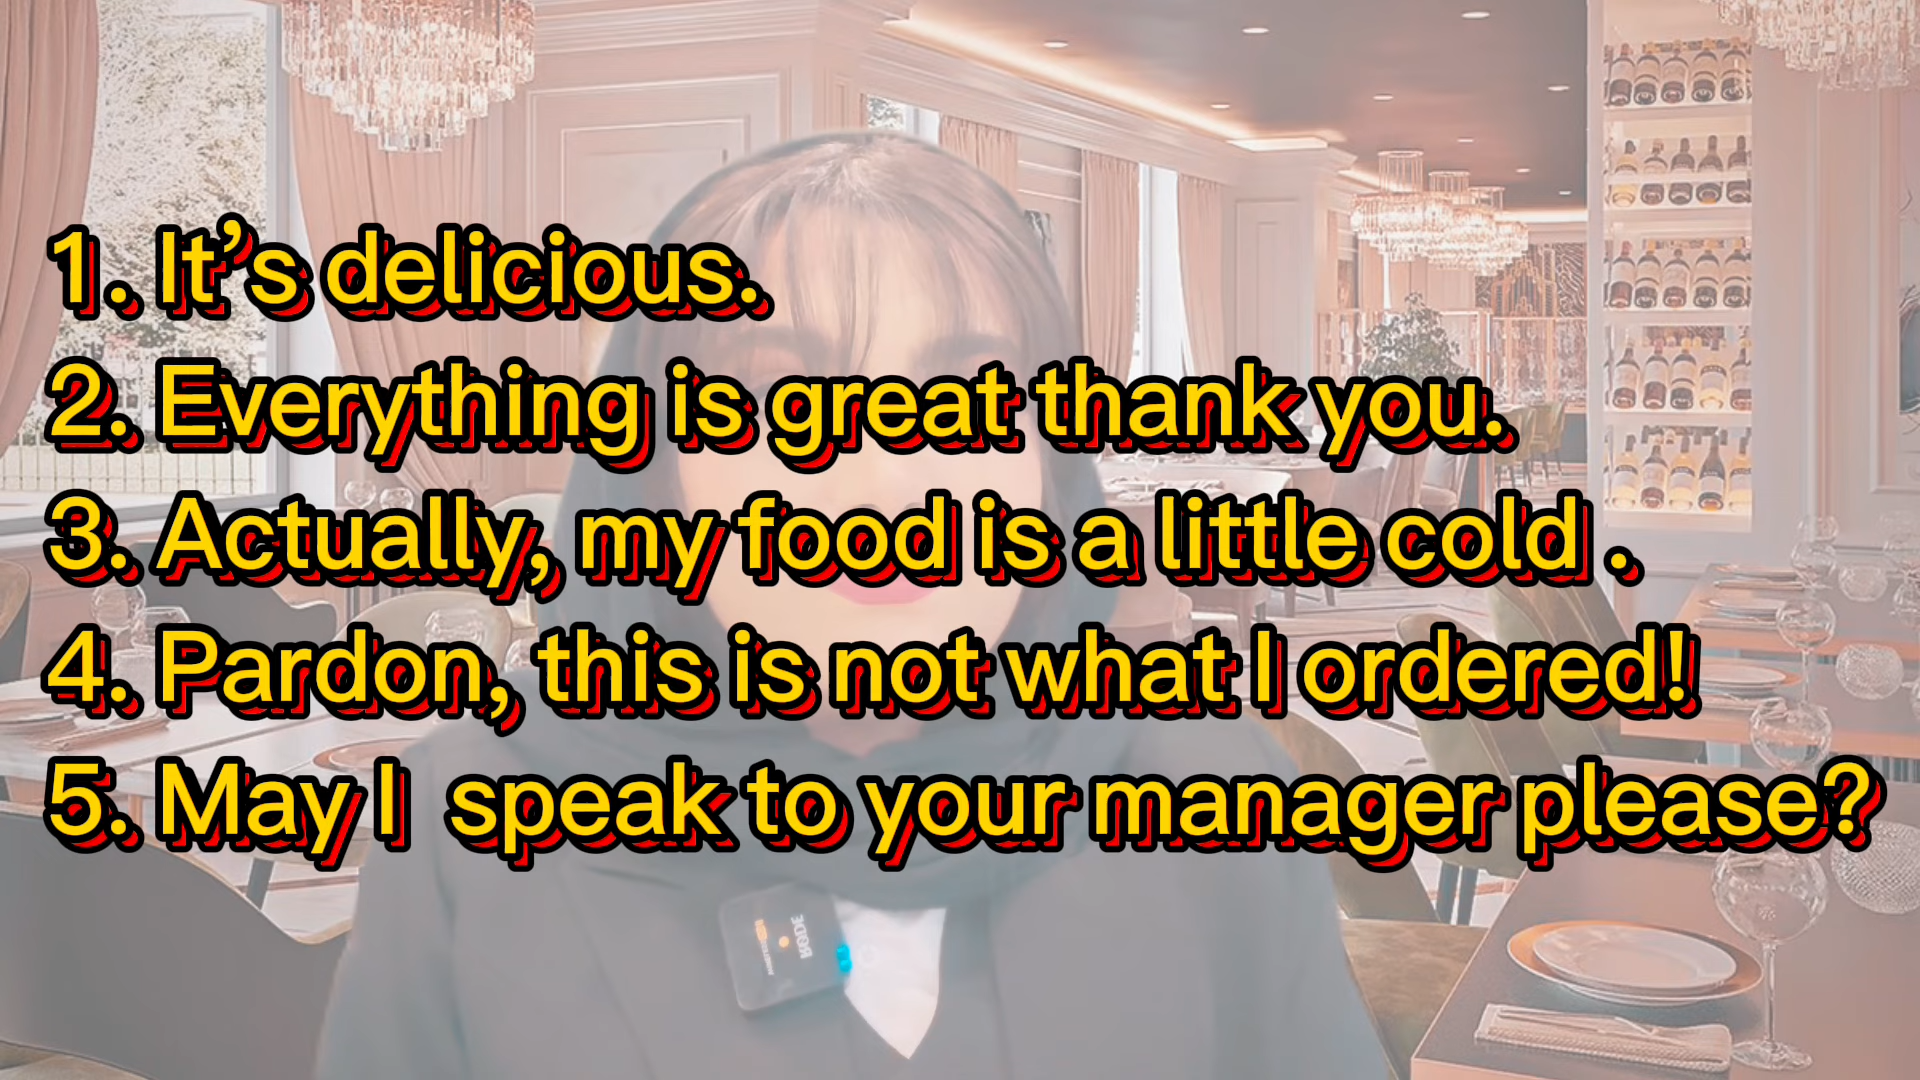 1. It’s delicious.
2. Everything is great thank you.
3. Actually, my food is a little cold .
4. Pardon, this is not what I ordered!
5. May I  speak to your manager please?
RØDE